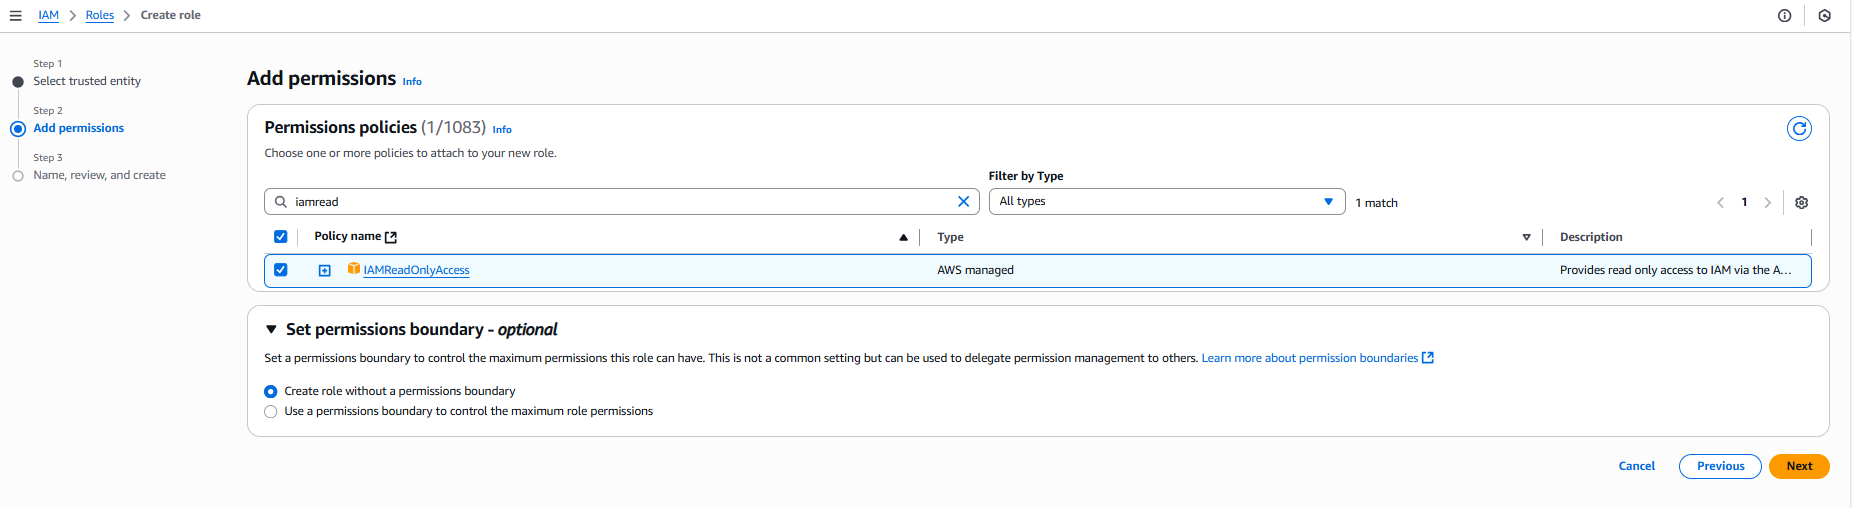 IAM > Roles > Create role
Step 1
Select trusted entity
Step 2
Add permissions
Step 3
Name, review, and create
Add permissions Info
Permissions policies (1/1083) Info
Choose one or more policies to attach to your new role.
Filter by Type
iamread
All types
1 match
1
Policy name
Type
Description
IAMReadOnlyAccess
AWS managed
Provides read only access to IAM via the A...
Set permissions boundary - optional
Set a permissions boundary to control the maximum permissions this role can have. This is not a common setting but can be used to delegate permission management to others. Learn more about permission boundaries
Create role without a permissions boundary
Use a permissions boundary to control the maximum role permissions
Cancel
Previous
Next